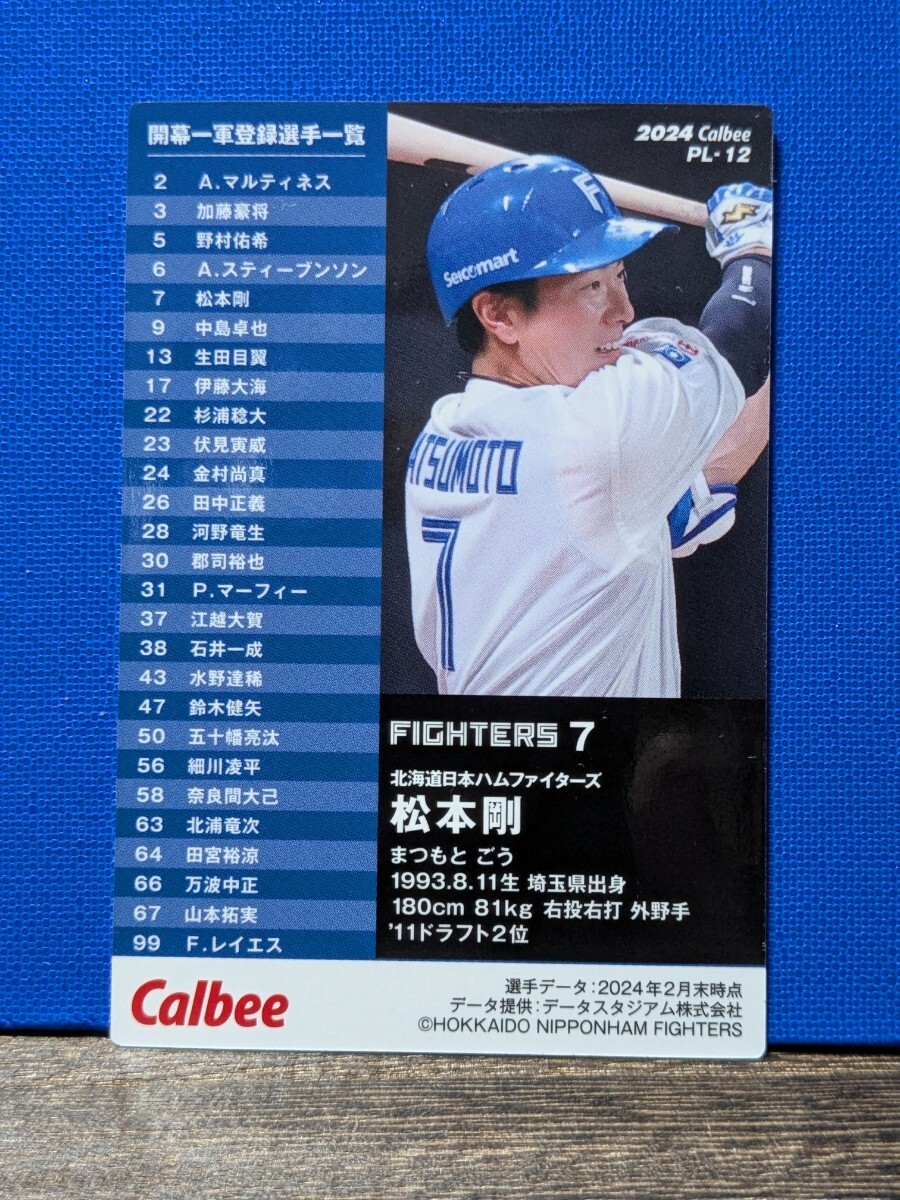 開幕一軍登録選手一覧
2 A.マルティネス
3 加藤豪将
5 野村佑希
6 A.スティーブンソン
7 松本剛
9 中島卓也
13 生田目翼
17 伊藤大海
22 杉浦稔大
23 伏見寅威
24 金村尚真
26 田中正義
28 河野竜生
30 郡司裕也
31 P.マーフィー
37 江越大賀
38 石井一成
43 水野達稀
47 鈴木健矢
50 五十幡亮汰
56 細川凌平
58 奈良間大己
63 北浦竜次
64 田宮裕涼
66 万波中正
67 山本拓実
99 F.レイエス
2024 Calbee
PL-12
F
Seicomart
ATSUMOTO
7
FIGHTERS 7
北海道日本ハムファイターズ
松本剛
まつもと ごう
1993.8.11生 埼玉県出身
180cm 81kg 右投右打 外野手
'11ドラフト2位
Calbee
選手データ:2024年2月末時点
データ提供:データスタジアム株式会社
©HOKKAIDO NIPPONHAM FIGHTERS